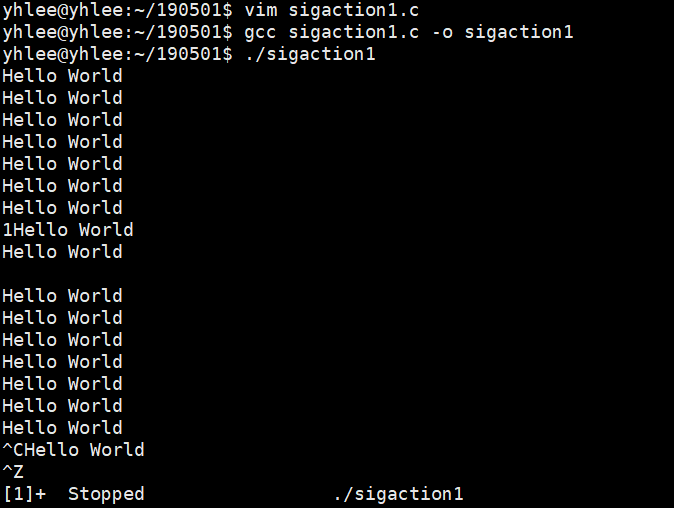 yhlee@yhlee:~/190501$ vim sigaction1.c
yhlee@yhlee:~/190501$ gcc sigaction1.c -o sigaction1
yhlee@yhlee:~/190501$ ./sigaction1
Hello World
Hello World
Hello World
Hello World
Hello World
Hello World
Hello World
1Hello World
Hello World

Hello World
Hello World
Hello World
Hello World
Hello World
Hello World
Hello World
^CHello World
^Z
[1]+  Stopped                 ./sigaction1